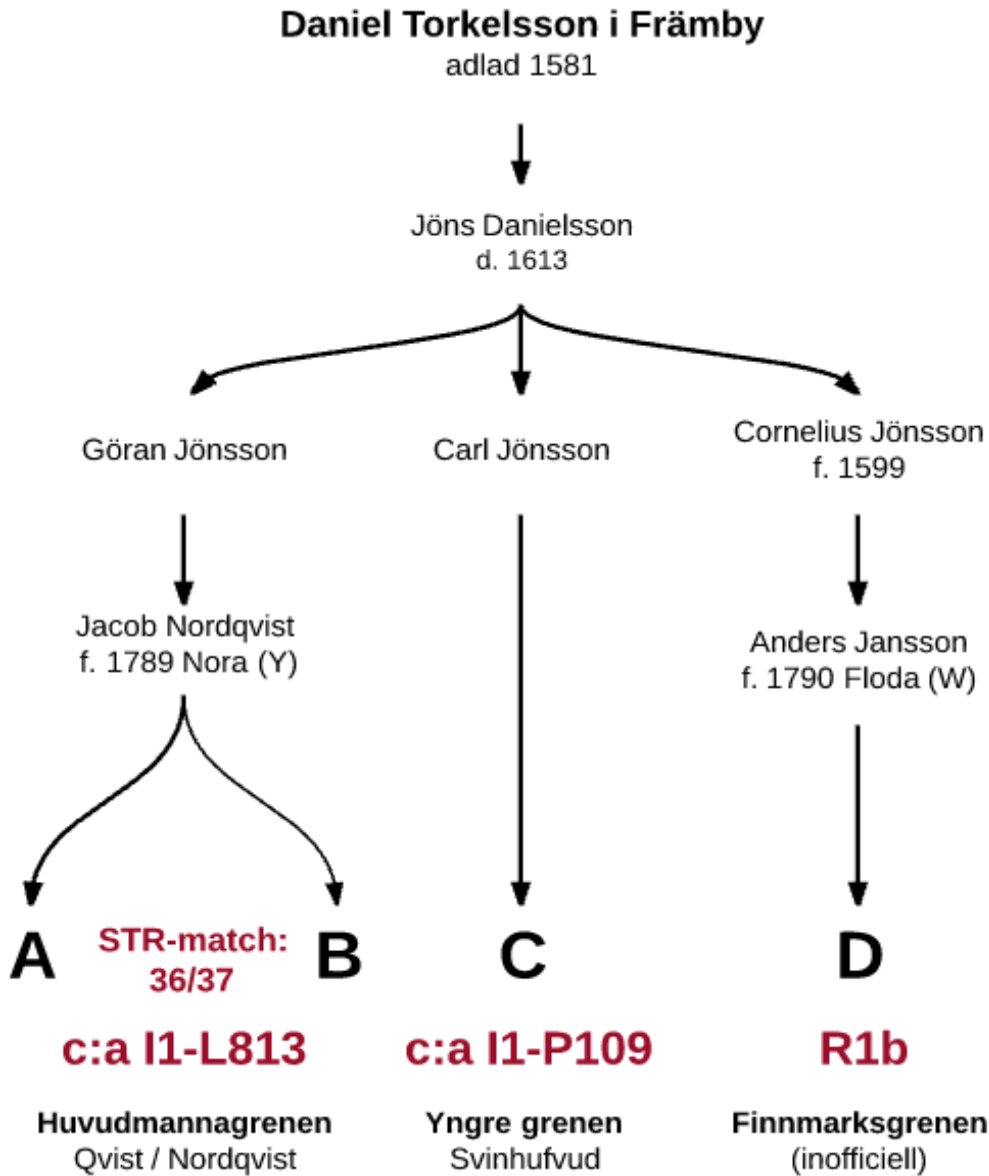 Daniel Torkelsson i Främby
adlad 1581
Jöns Danielsson
d. 1613
Göran Jönsson
Carl Jönsson
Cornelius Jönsson
f. 1599
Jacob Nordqvist
f. 1789 Nora (Y)
Anders Jansson
f. 1790 Floda (W)
A
STR-match:
36/37
B
C
D
c:a I1-L813
c:a I1-P109
R1b
Huvudmannagrenen
Qvist / Nordqvist
Yngre grenen
Svinhufvud
Finnmarksgrenen
(inofficiell)